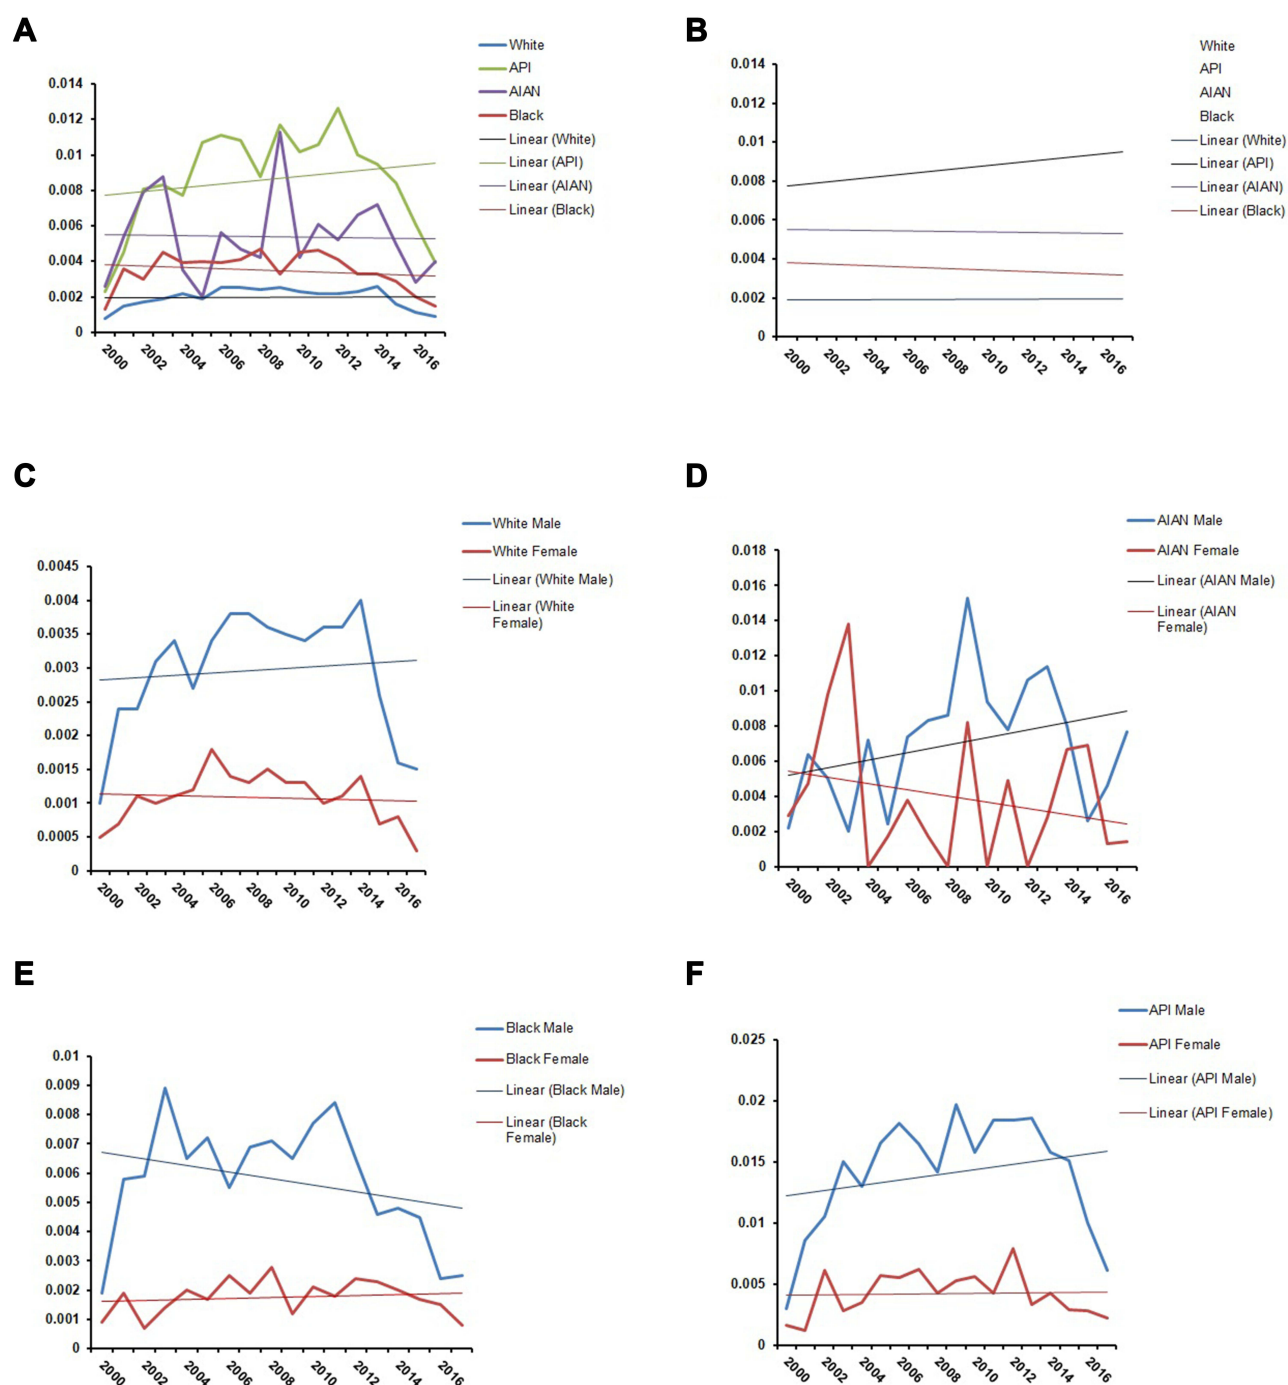 A
White
API
AIAN
Black
Linear (White)
Linear (API)
Linear (AIAN)
Linear (Black)
0.014
0.012
0.01
0.008
0.006
0.004
0.002
0
2000 2002 2004 2006 2008 2010 2012 2014 2016
B
White
API
AIAN
Black
Linear (White)
Linear (API)
Linear (AIAN)
Linear (Black)
0.014
0.012
0.01
0.008
0.006
0.004
0.002
0
2000 2002 2004 2006 2008 2010 2012 2014 2016
C
White Male
White Female
Linear (White Male)
Linear (White
Female)
0.0045
0.004
0.0035
0.003
0.0025
0.002
0.0015
0.001
0.0005
0
2000 2002 2004 2006 2008 2010 2012 2014 2016
D
AIAN Male
AIAN Female
Linear (AIAN Male)
Linear (AIAN
Female)
0.018
0.016
0.014
0.012
0.01
0.008
0.006
0.004
0.002
0
2000 2002 2004 2006 2008 2010 2012 2014 2016
E
Black Male
Black Female
Linear (Black Male)
Linear (Black
Female)
0.01
0.009
0.008
0.007
0.006
0.005
0.004
0.003
0.002
0.001
0
2000 2002 2004 2006 2008 2010 2012 2014 2016
F
API Male
API Female
Linear (API Male)
Linear (API Female)
0.025
0.02
0.015
0.01
0.005
0
2000 2002 2004 2006 2008 2010 2012 2014 2016